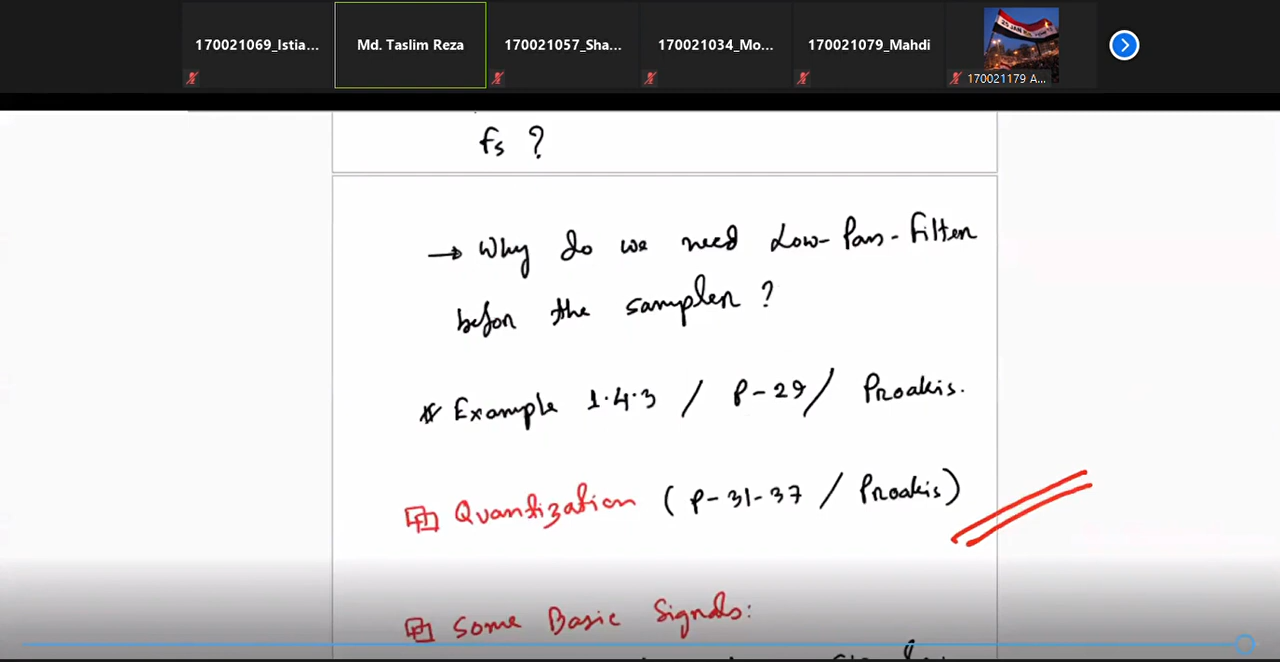 170021069_Istia...
Md. Taslim Reza
170021057_Sha...
170021034_Mo...
170021079_Mahdi
170021179 A...
fs ?
→ Why do we need Low-Pass-Filter
before the sampler ?
* Example 1.4.3 / P-29/ Proakis.
Quantization (P-31-37 / Proakis)
Some Basic Signals: